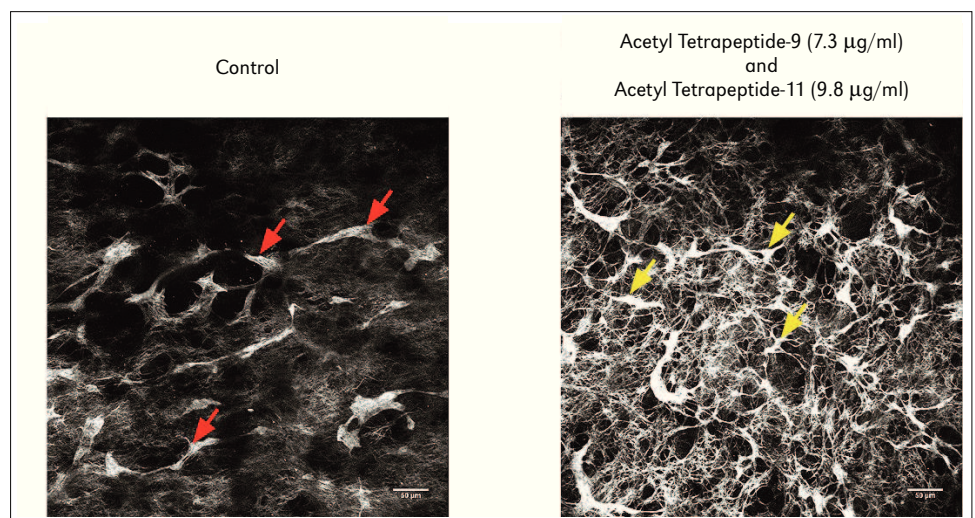 Control
Acetyl Tetrapeptide-9 (7.3 µg/ml)
and
Acetyl Tetrapeptide-11 (9.8 µg/ml)
50 µm
50 µm